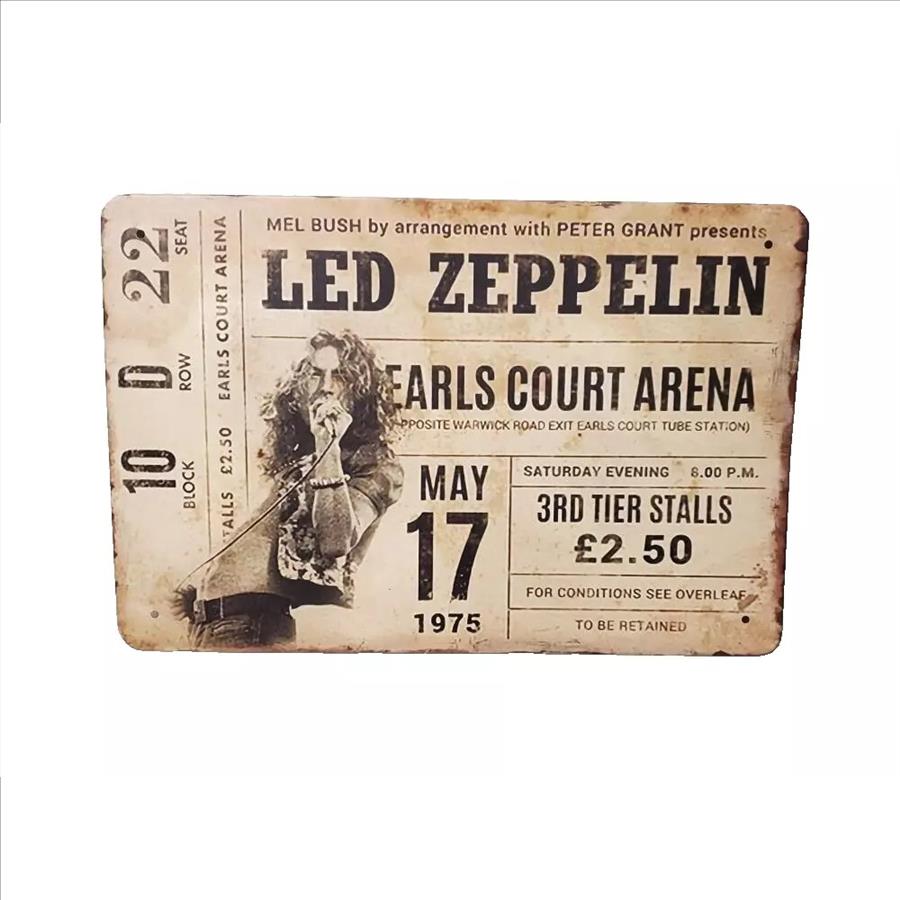 22 SEAT
D ROW
10 BLOCK
TALLS £2.50 EARLS COURT ARENA
MEL BUSH by arrangement with PETER GRANT presents
LED ZEPPELIN
EARLS COURT ARENA
PPOSITE WARWICK ROAD EXIT EARLS COURT TUBE STATION)
MAY
17
1975
SATURDAY EVENING 8.00 P.M.
3RD TIER STALLS
£2.50
FOR CONDITIONS SEE OVERLEAF
TO BE RETAINED